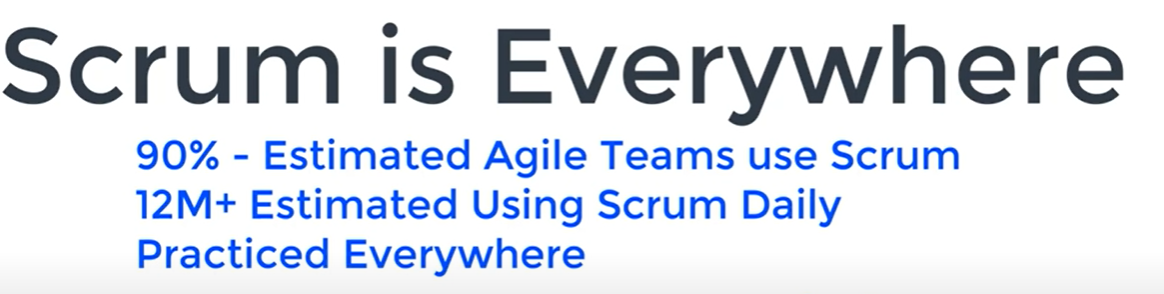 Scrum is Everywhere
90% - Estimated Agile Teams use Scrum
12M+ Estimated Using Scrum Daily
Practiced Everywhere